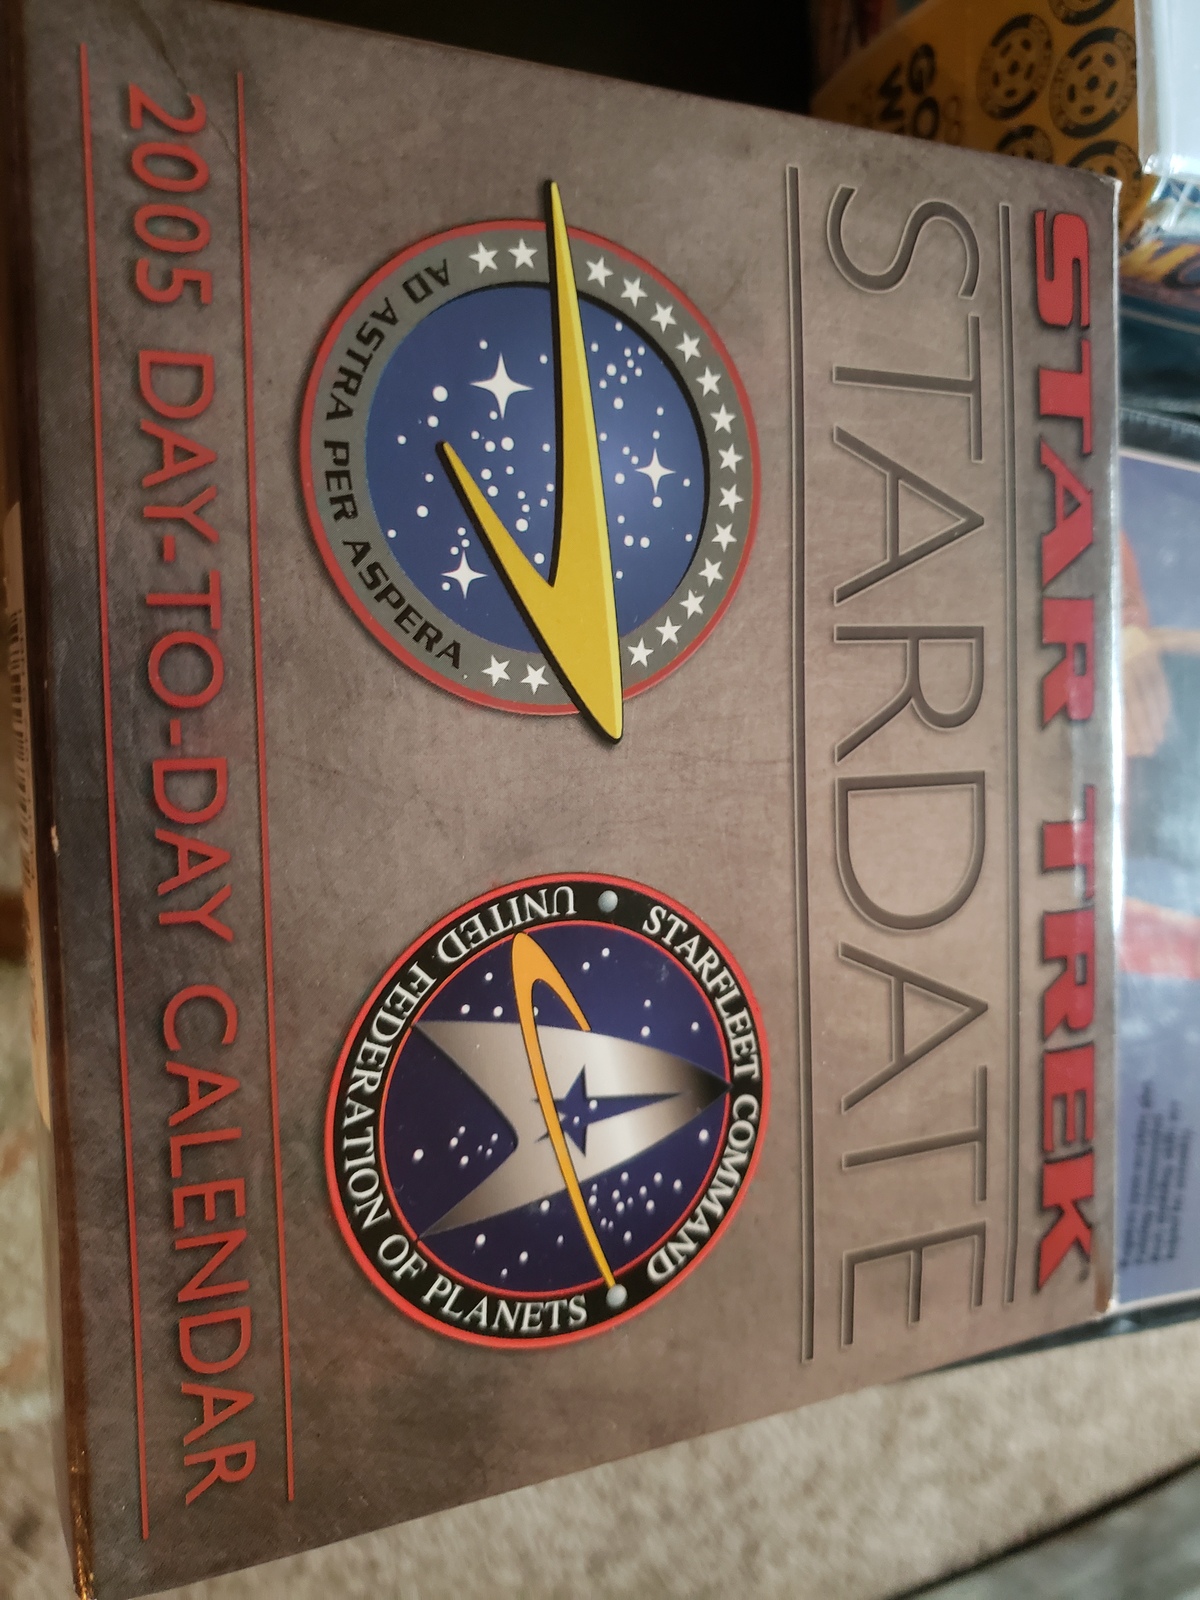 STAR TREK
STARDATE
AD ASTRA PER ASPERA
STARFLEET COMMAND
UNITED FEDERATION OF PLANETS
2005 DAY-TO-DAY CALENDAR